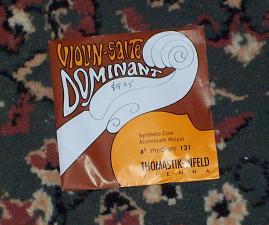 VIOLIN-SAITE
DOMINANT
Synthetic Core
Aluminium Wound
a¹ medium 131
THOMASTIK-INFELD
VIENNA